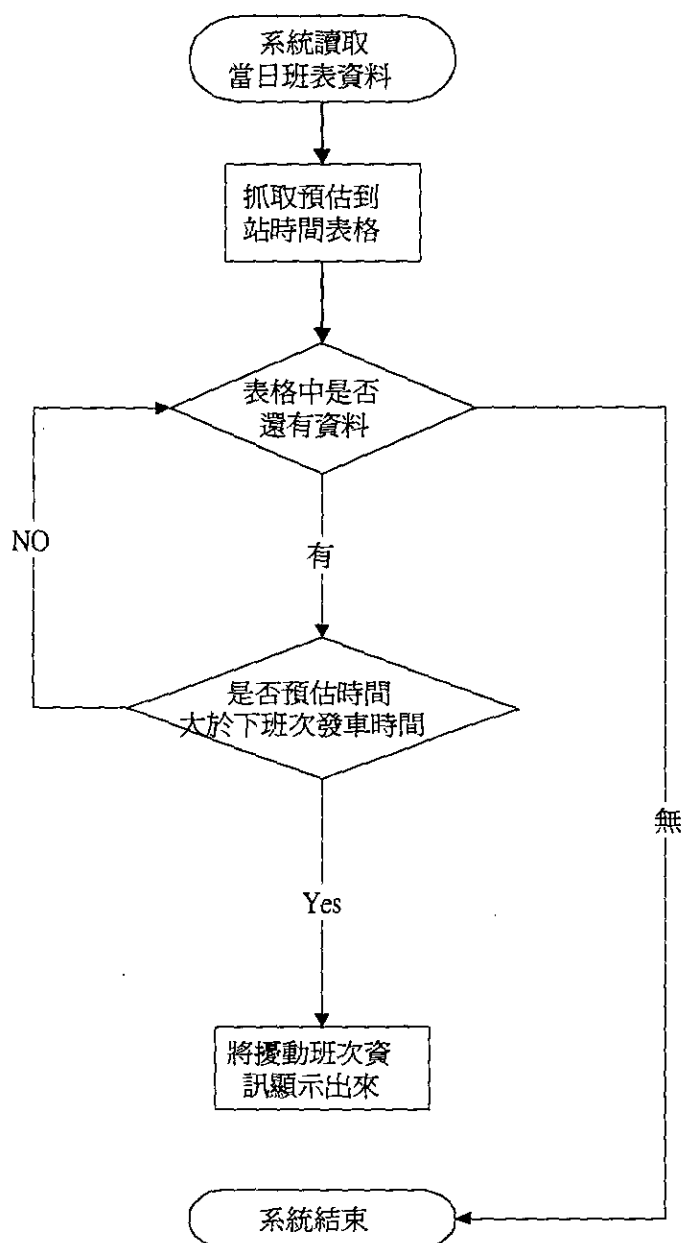 系統讀取
當日班表資料
抓取預估到
站時間表格
表格中是否
還有資料
NO
有
是否預估時間
大於下班次發車時間
無
Yes
將擾動班次資
訊顯示出來
系統結束